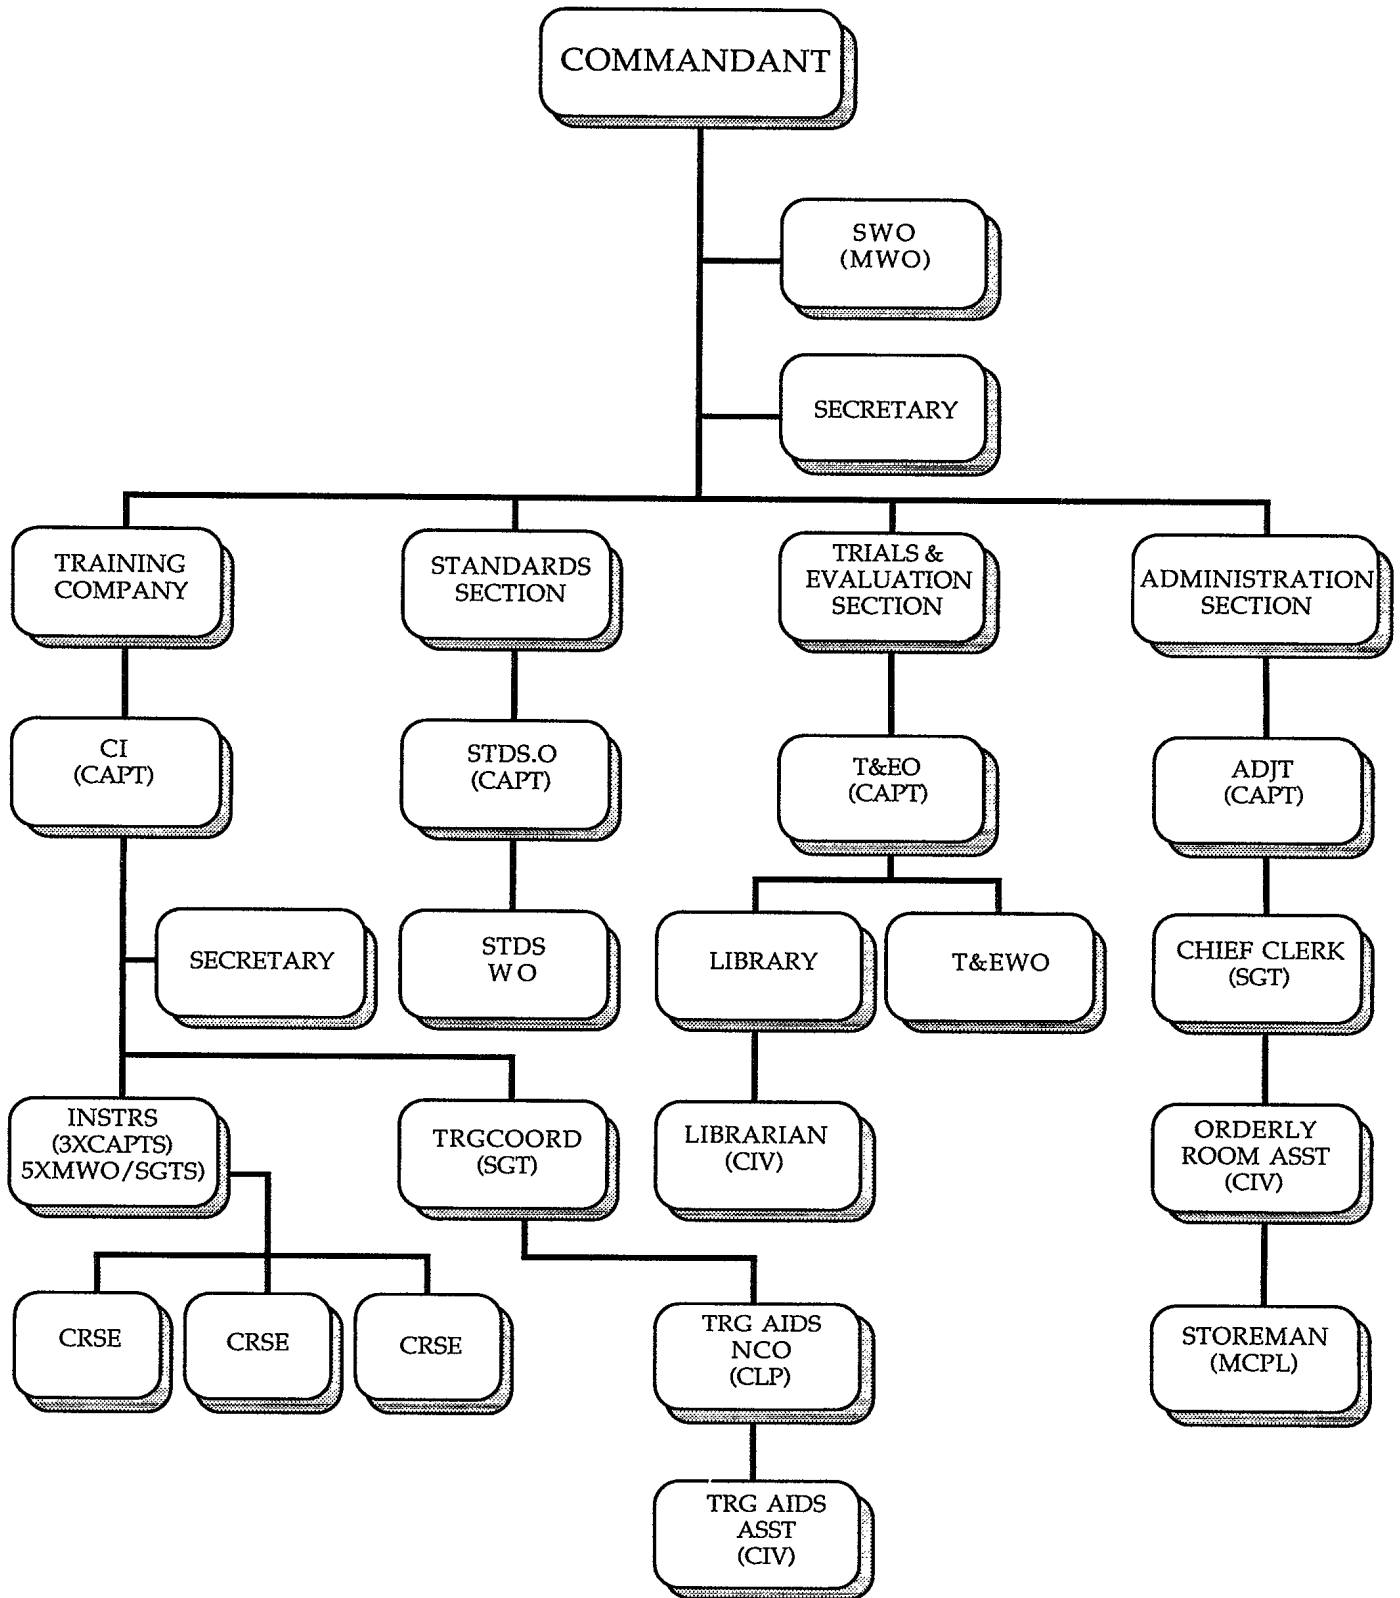 COMMANDANT
SWO
(MWO)
SECRETARY
TRAINING
COMPANY
STANDARDS
SECTION
TRIALS &
EVALUATION
SECTION
ADMINISTRATION
SECTION
CI
(CAPT)
STDS.O
(CAPT)
T&EO
(CAPT)
ADJT
(CAPT)
SECRETARY
STDS
WO
LIBRARY
T&EWO
CHIEF CLERK
(SGT)
INSTRS
(3XCAPTS)
5XMWO/SGTS)
TRGCOORD
(SGT)
LIBRARIAN
(CIV)
ORDERLY
ROOM ASST
(CIV)
CRSE
CRSE
CRSE
TRG AIDS
NCO
(CLP)
STOREMAN
(MCPL)
TRG AIDS
ASST
(CIV)